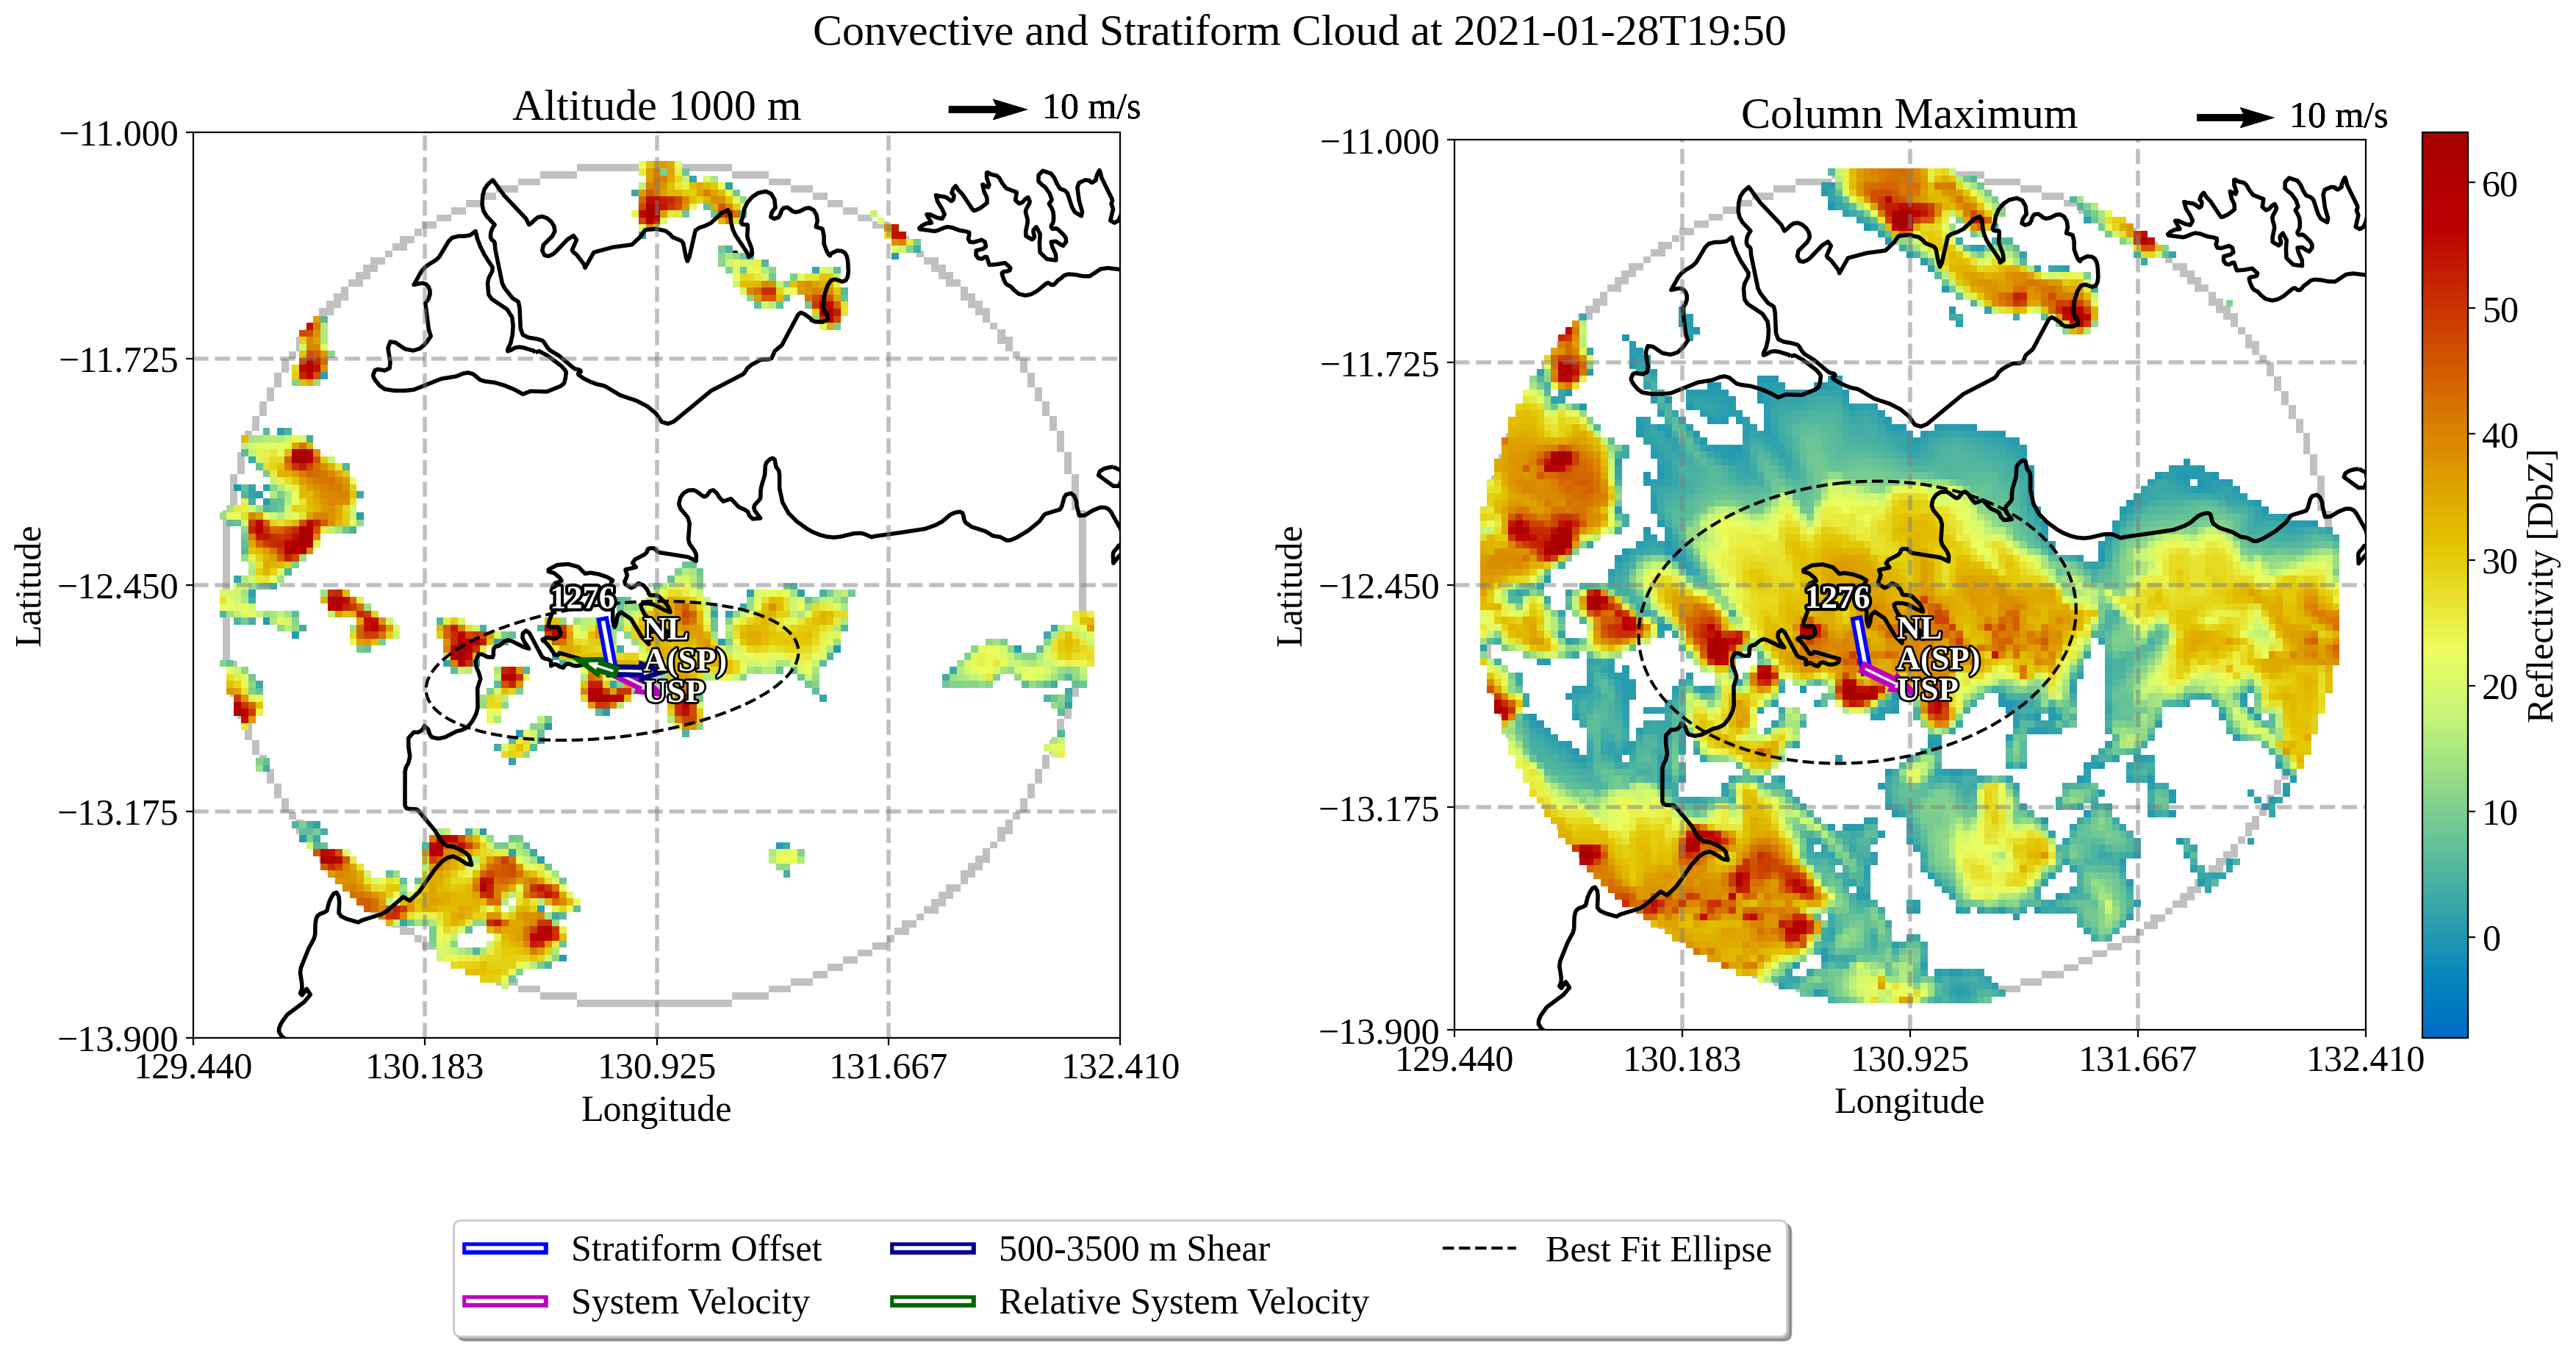 Convective and Stratiform Cloud at 2021-01-28T19:50
Altitude 1000 m
10 m/s
−11.000
−11.725
−12.450
−13.175
−13.900
Latitude
129.440
130.183
130.925
131.667
132.410
Longitude
1276
NL
A(SP)
USP
Column Maximum
10 m/s
−11.000
−11.725
−12.450
−13.175
−13.900
Latitude
129.440
130.183
130.925
131.667
132.410
Longitude
1276
NL
A(SP)
USP
60
50
40
30
20
10
0
Reflectivity [DbZ]
Stratiform Offset
System Velocity
500-3500 m Shear
Relative System Velocity
Best Fit Ellipse